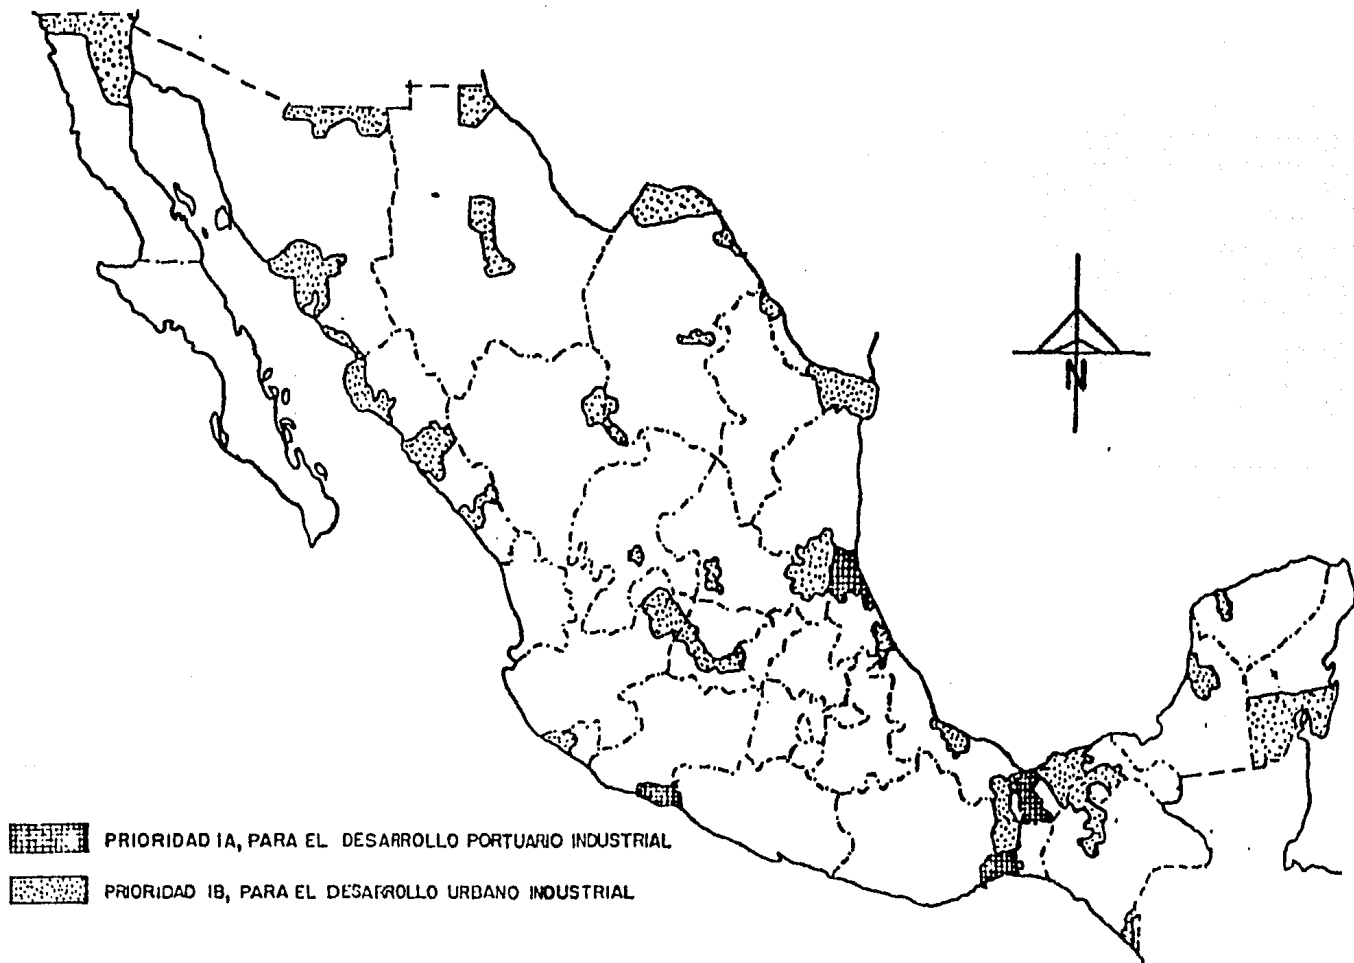 N
PRIORIDAD IA, PARA EL DESARROLLO PORTUARIO INDUSTRIAL
PRIORIDAD IB, PARA EL DESARROLLO URBANO INDUSTRIAL